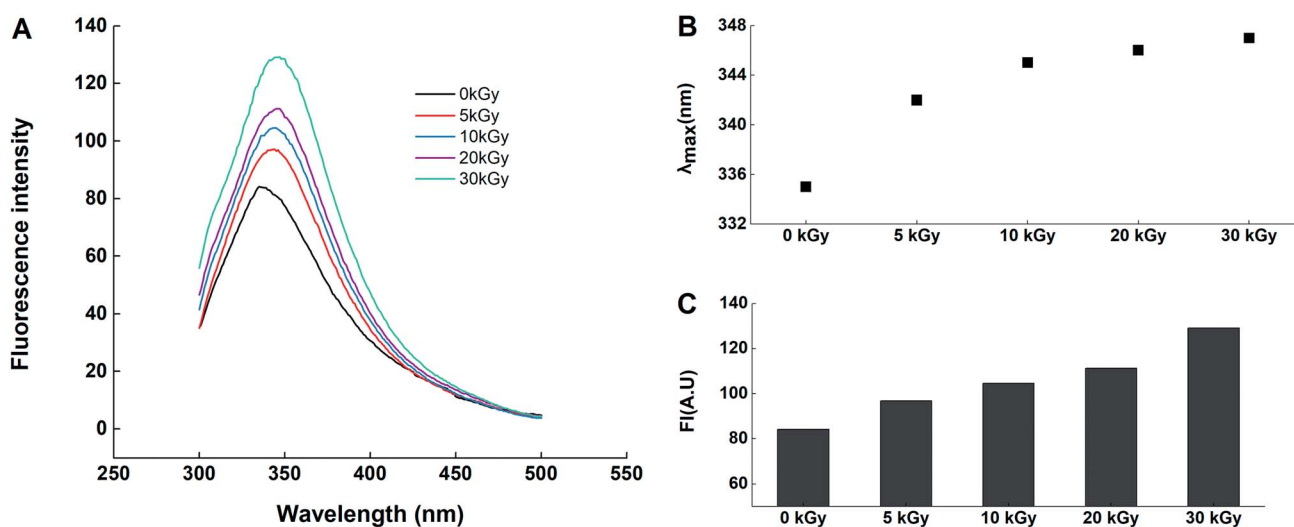 A
140
120
100
80
60
40
20
0
Fluorescence intensity
250 300 350 400 450 500 550
Wavelength (nm)
0kGy
5kGy
10kGy
20kGy
30kGy
B
348
344
340
336
332
λmax(nm)
0 kGy 5 kGy 10 kGy 20 kGy 30 kGy
C
140
120
100
80
60
FI(A.U)
0 kGy 5 kGy 10 kGy 20 kGy 30 kGy